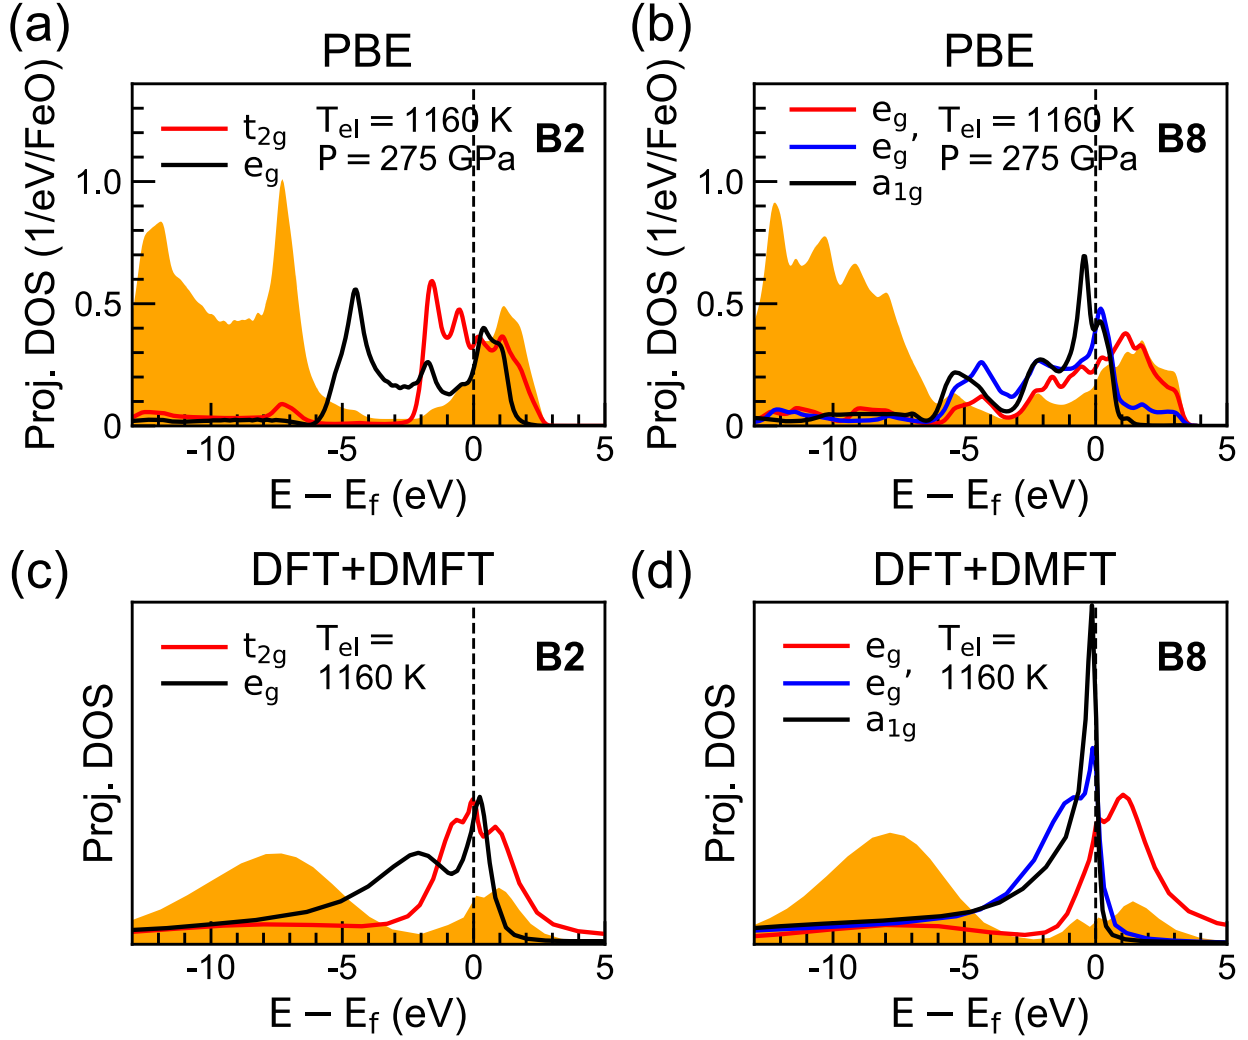 (a)
PBE
Proj. DOS (1/eV/FeO)
1.0
0.5
0
t2g
eg
Tel = 1160 K
P = 275 GPa
B2
-10 -5 0 5
E − Ef (eV)
(b)
PBE
Proj. DOS (1/eV/FeO)
1.0
0.5
0
eg
eg'
a1g
Tel = 1160 K
P = 275 GPa
B8
-10 -5 0 5
E − Ef (eV)
(c)
DFT+DMFT
Proj. DOS
t2g
eg
Tel =
1160 K
B2
-10 -5 0 5
E − Ef (eV)
(d)
DFT+DMFT
Proj. DOS
eg
eg'
a1g
Tel =
1160 K
B8
-10 -5 0 5
E − Ef (eV)